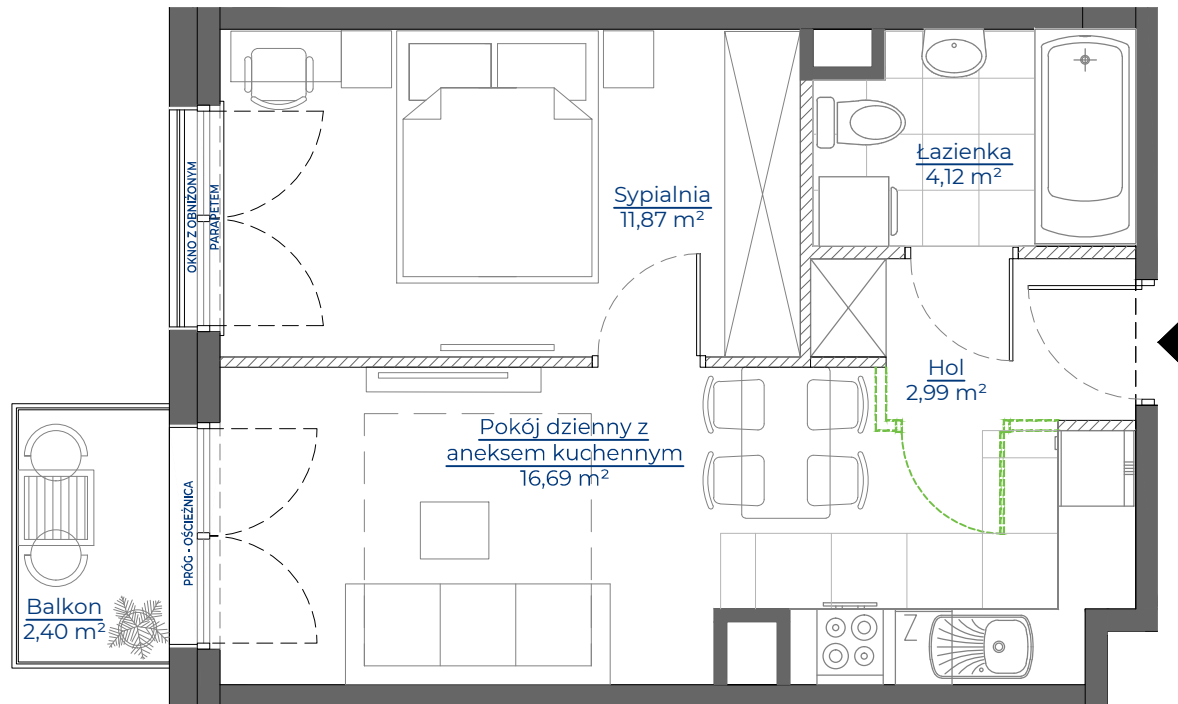 OKNO Z OBNIŻONYM
PARAPETEM
Sypialnia
11,87 m²
Łazienka
4,12 m²
Hol
2,99 m²
Pokój dzienny z
aneksem kuchennym
16,69 m²
PRÓG - OŚCIEŻNICA
Balkon
2,40 m²
Z